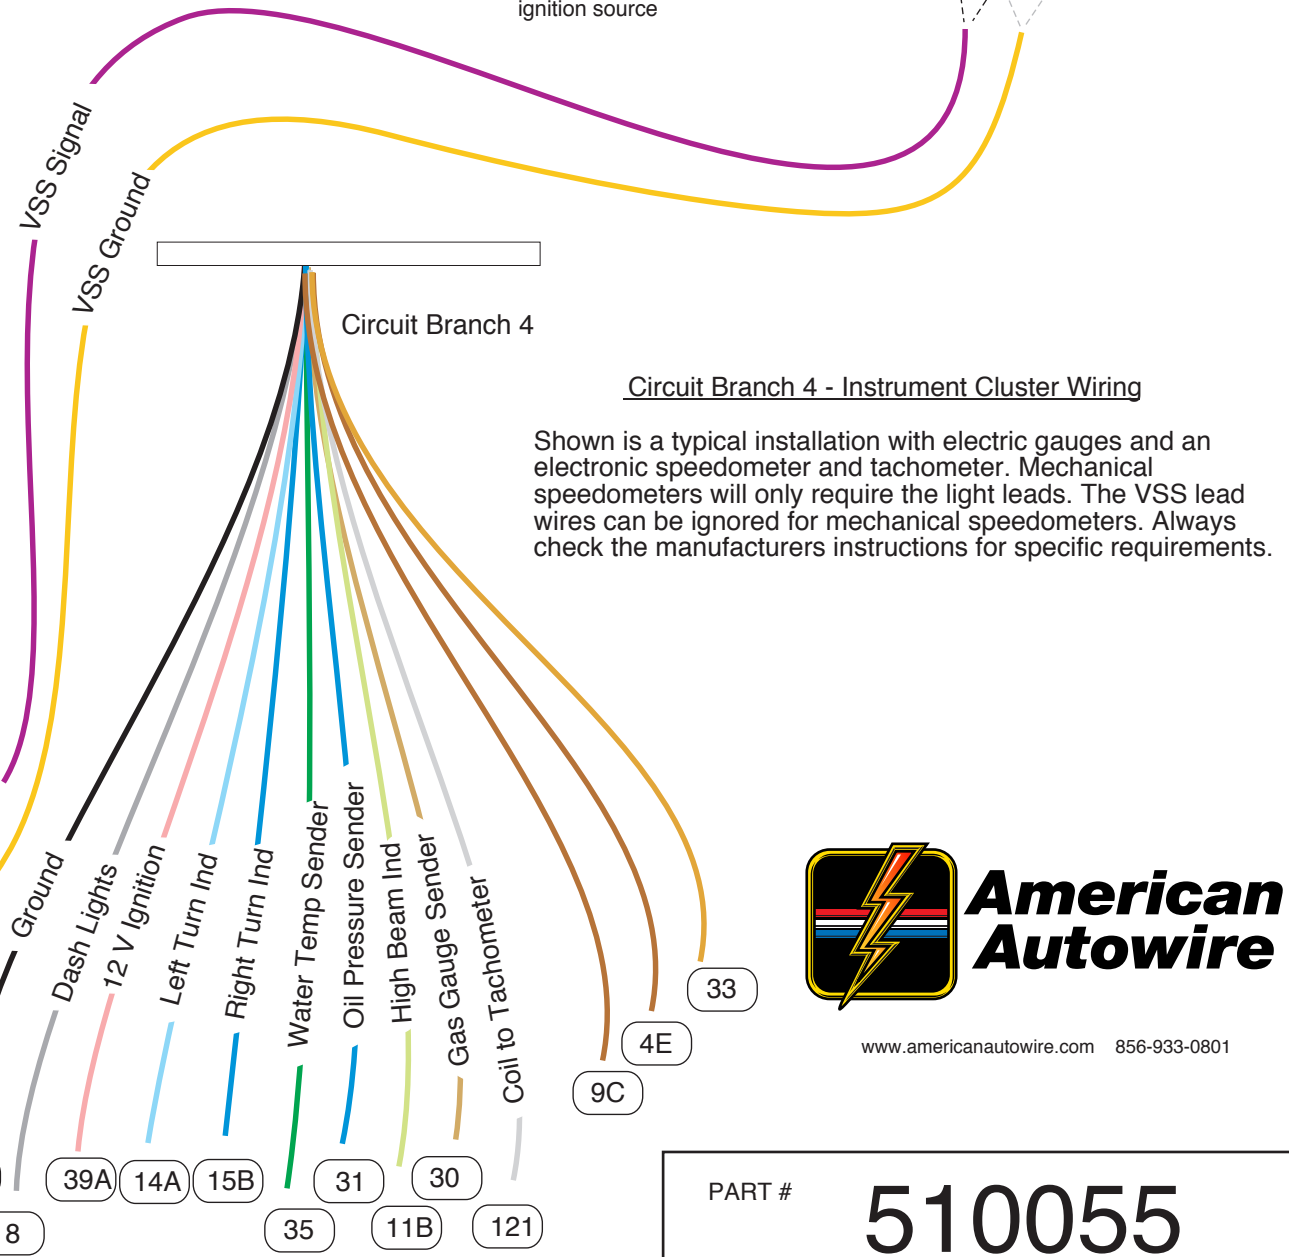 ignition source
VSS Signal
VSS Ground
Circuit Branch 4
Circuit Branch 4 - Instrument Cluster Wiring
Shown is a typical installation with electric gauges and an
electronic speedometer and tachometer. Mechanical
speedometers will only require the light leads. The VSS lead
wires can be ignored for mechanical speedometers. Always
check the manufacturers instructions for specific requirements.
Ground
Dash Lights
12 V Ignition
Left Turn Ind
Right Turn Ind
Water Temp Sender
Oil Pressure Sender
High Beam Ind
Gas Gauge Sender
Coil to Tachometer
33
4E
9C
American
Autowire
www.americanautowire.com 856-933-0801
39A
14A
15B
31
30
8
35
11B
121
PART #
510055